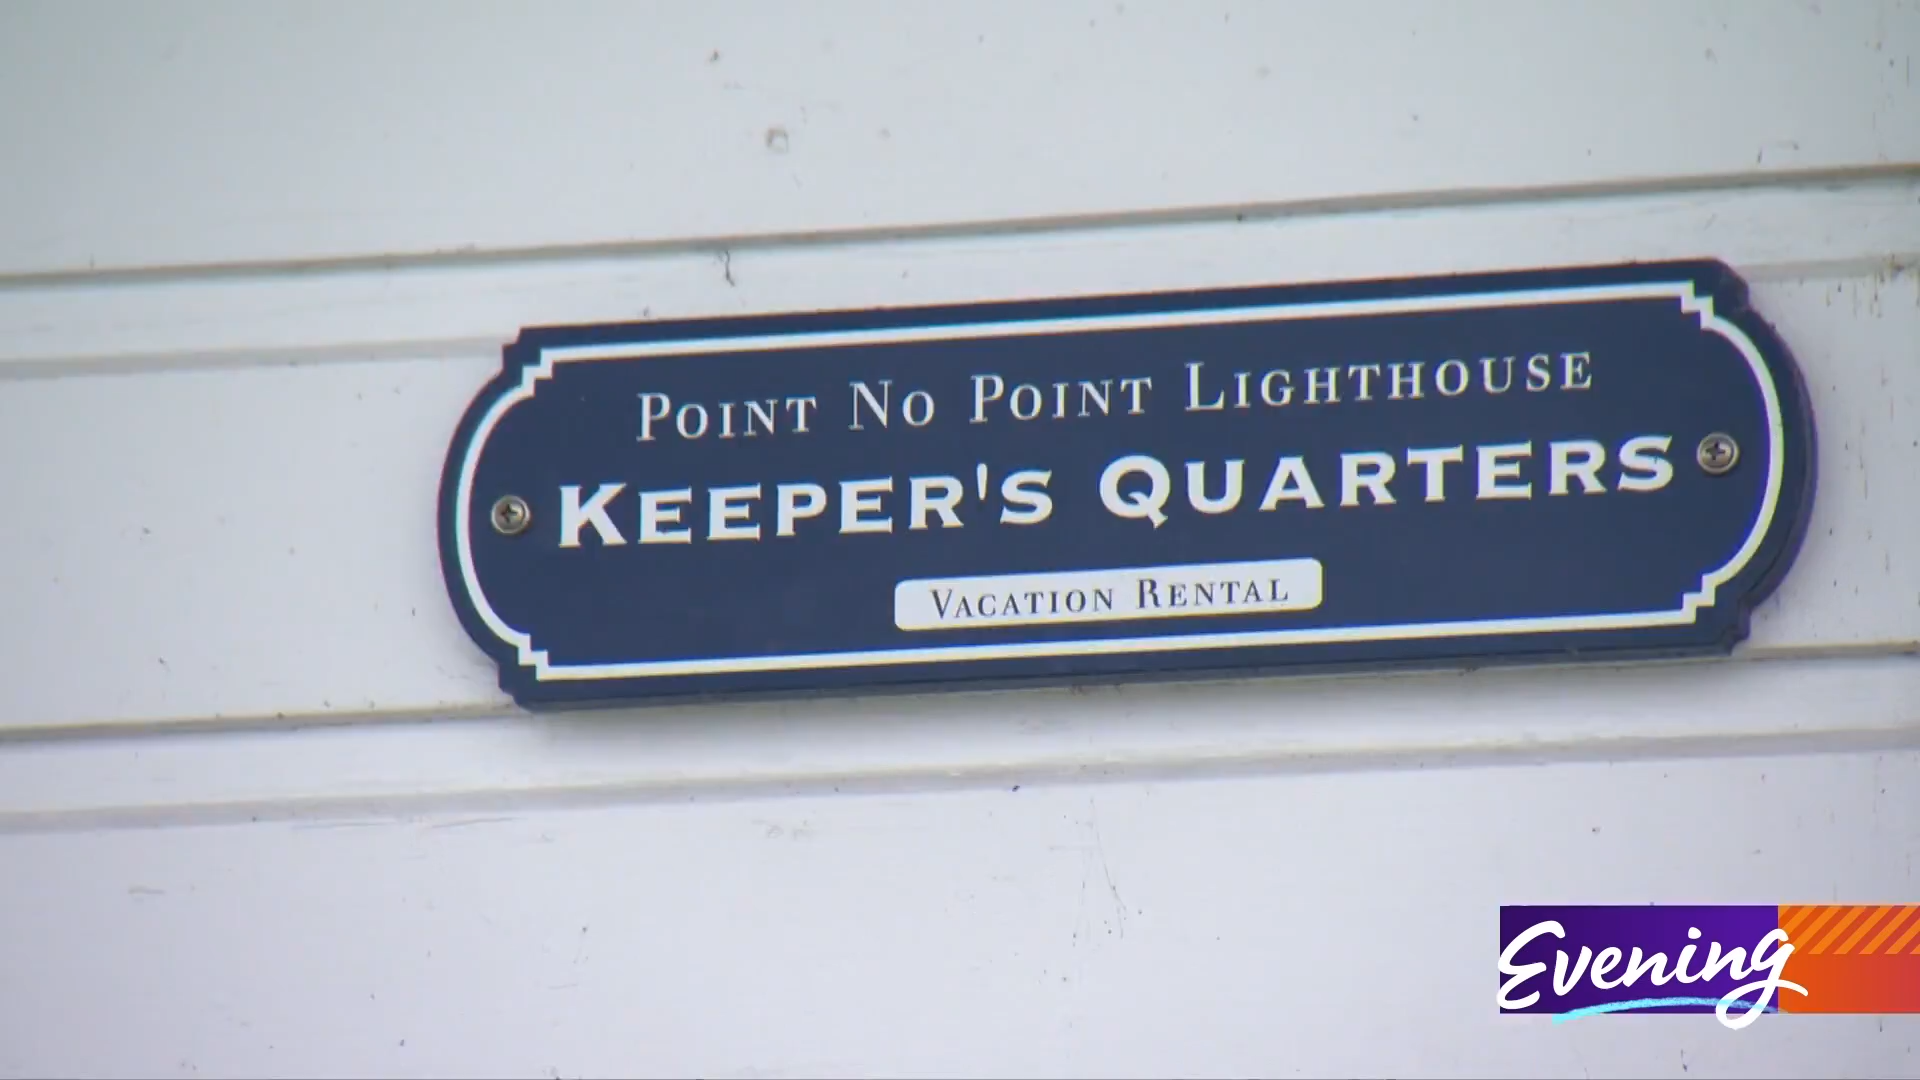 Point No Point Lighthouse
Keeper's Quarters
Vacation Rental
Evening